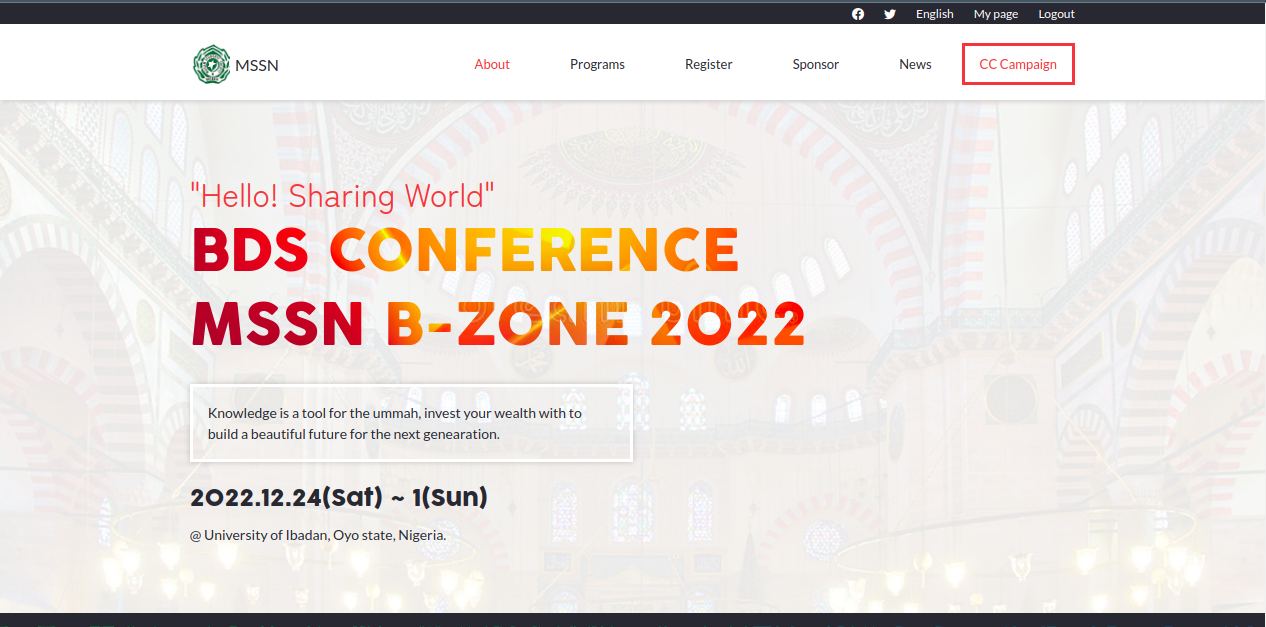 English
My page
Logout
MSSN
About
Programs
Register
Sponsor
News
CC Campaign
"Hello! Sharing World"
BDS CONFERENCE
MSSN B-ZONE 2022
Knowledge is a tool for the ummah, invest your wealth with to
build a beautiful future for the next genearation.
2022.12.24(Sat) ~ 1(Sun)
@ University of Ibadan, Oyo state, Nigeria.